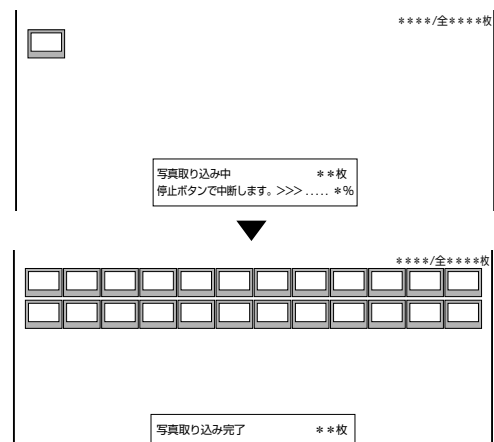 ****/全****枚
写真取り込み中 **枚
停止ボタンで中断します。>>>..... *%
****/全****枚
写真取り込み完了 **枚